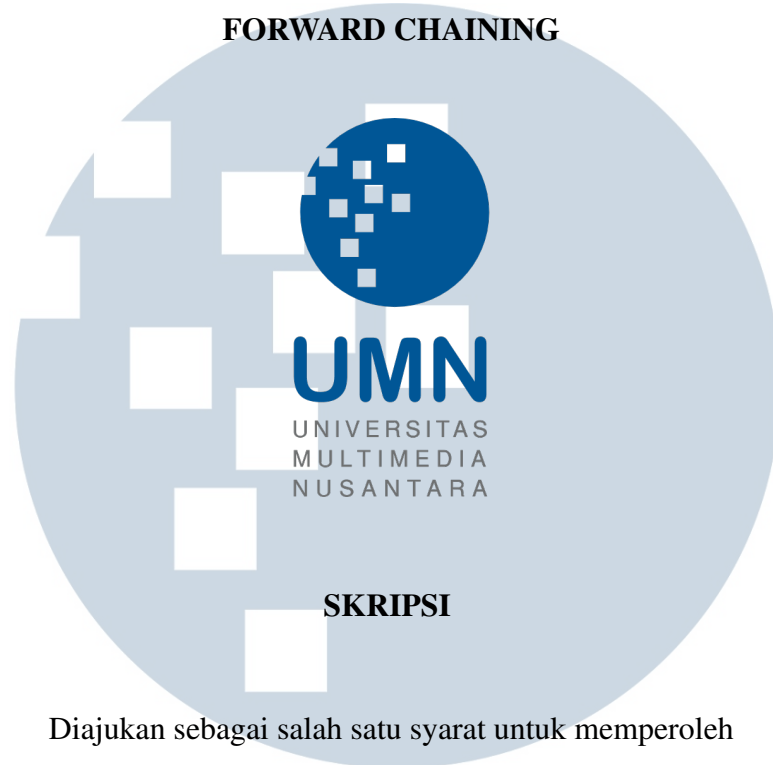 FORWARD CHAINING
UMN
UNIVERSITAS
MULTIMEDIA
NUSANTARA
SKRIPSI
Diajukan sebagai salah satu syarat untuk memperoleh